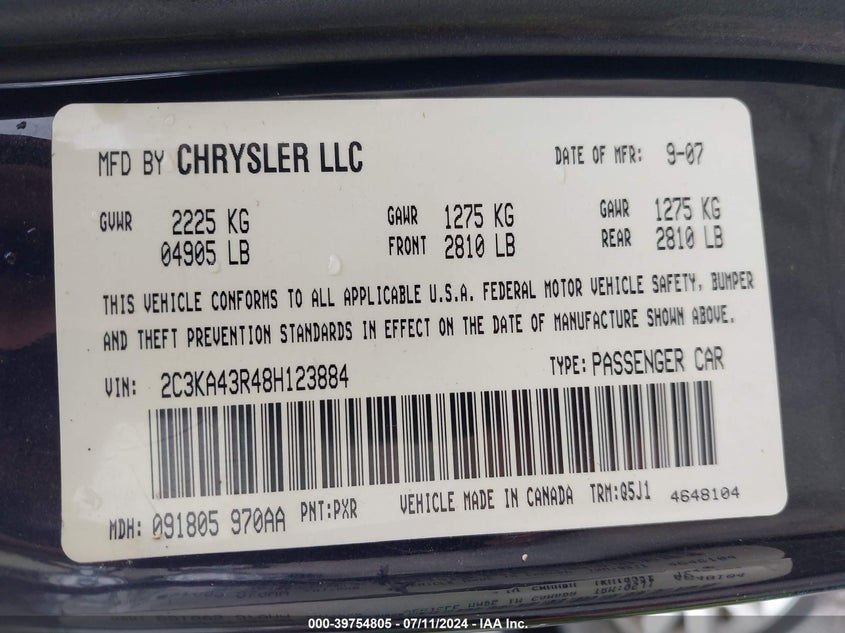 MFD BY CHRYSLER LLC DATE OF MFR: 9-07
GVWR 2225 KG GAWR 1275 KG GAWR 1275 KG
04905 LB FRONT 2810 LB REAR 2810 LB
THIS VEHICLE CONFORMS TO ALL APPLICABLE U.S.A. FEDERAL MOTOR VEHICLE SAFETY, BUMPER
AND THEFT PREVENTION STANDARDS IN EFFECT ON THE DATE OF MANUFACTURE SHOWN ABOVE.
VIN: 2C3KA43R48H123884 TYPE: PASSENGER CAR
MDH: 091805 970AA PNT:PXR VEHICLE MADE IN CANADA TRM:Q5J1 4648104
000-39754805 - 07/11/2024 - IAA Inc.